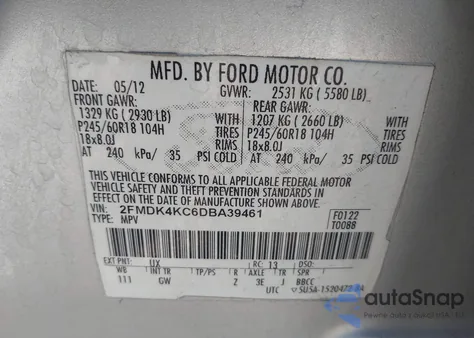 MFD. BY FORD MOTOR CO.
DATE: 05/12 GVWR: 2531 KG ( 5580 LB)
FRONT GAWR: REAR GAWR:
1329 KG ( 2930 LB) 1207 KG ( 2660 LB)
P245/60R18 104H TIRES P245/60R18 104H TIRES
18x8.0J RIMS 18x8.0J RIMS
AT 240 kPa/ 35 PSI COLD AT 240 kPa/ 35 PSI COLD
THIS VEHICLE CONFORMS TO ALL APPLICABLE FEDERAL MOTOR
VEHICLE SAFETY AND THEFT PREVENTION STANDARDS IN
EFFECT ON THE DATE OF MANUFACTURE SHOWN ABOVE.
VIN: 2FMDK4KC6DBA39461 F0122
TYPE: MPV T0088
EXT PNT: UX RC: 13 DSO:
WB INT TR TP/PS R AXLE TR SPR
111 GW Z 3E J BBCC
UTC
autoSnap